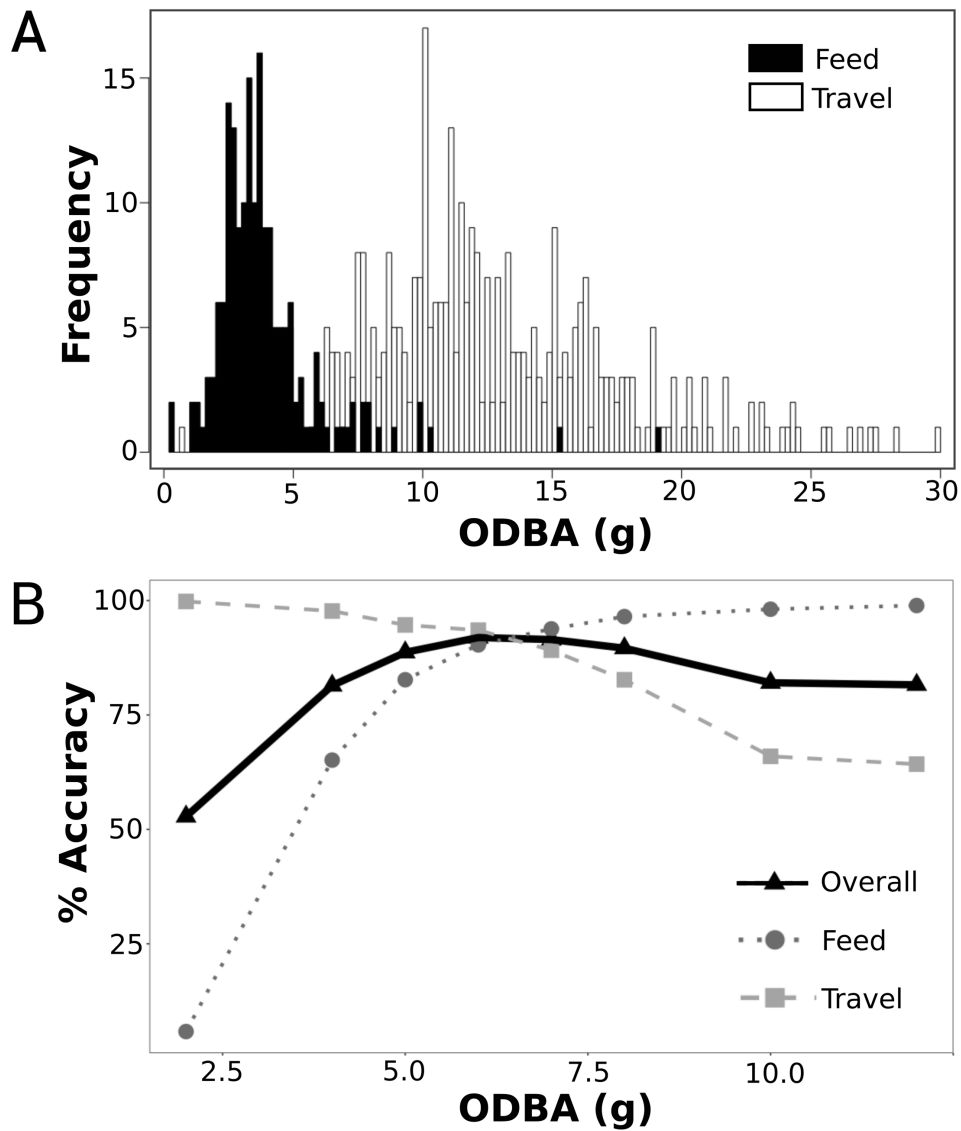 A
Frequency
15
10
5
0
Feed
Travel
0 5 10 15 20 25 30
ODBA (g)
B
% Accuracy
100
75
50
25
Overall
Feed
Travel
2.5 5.0 7.5 10.0
ODBA (g)